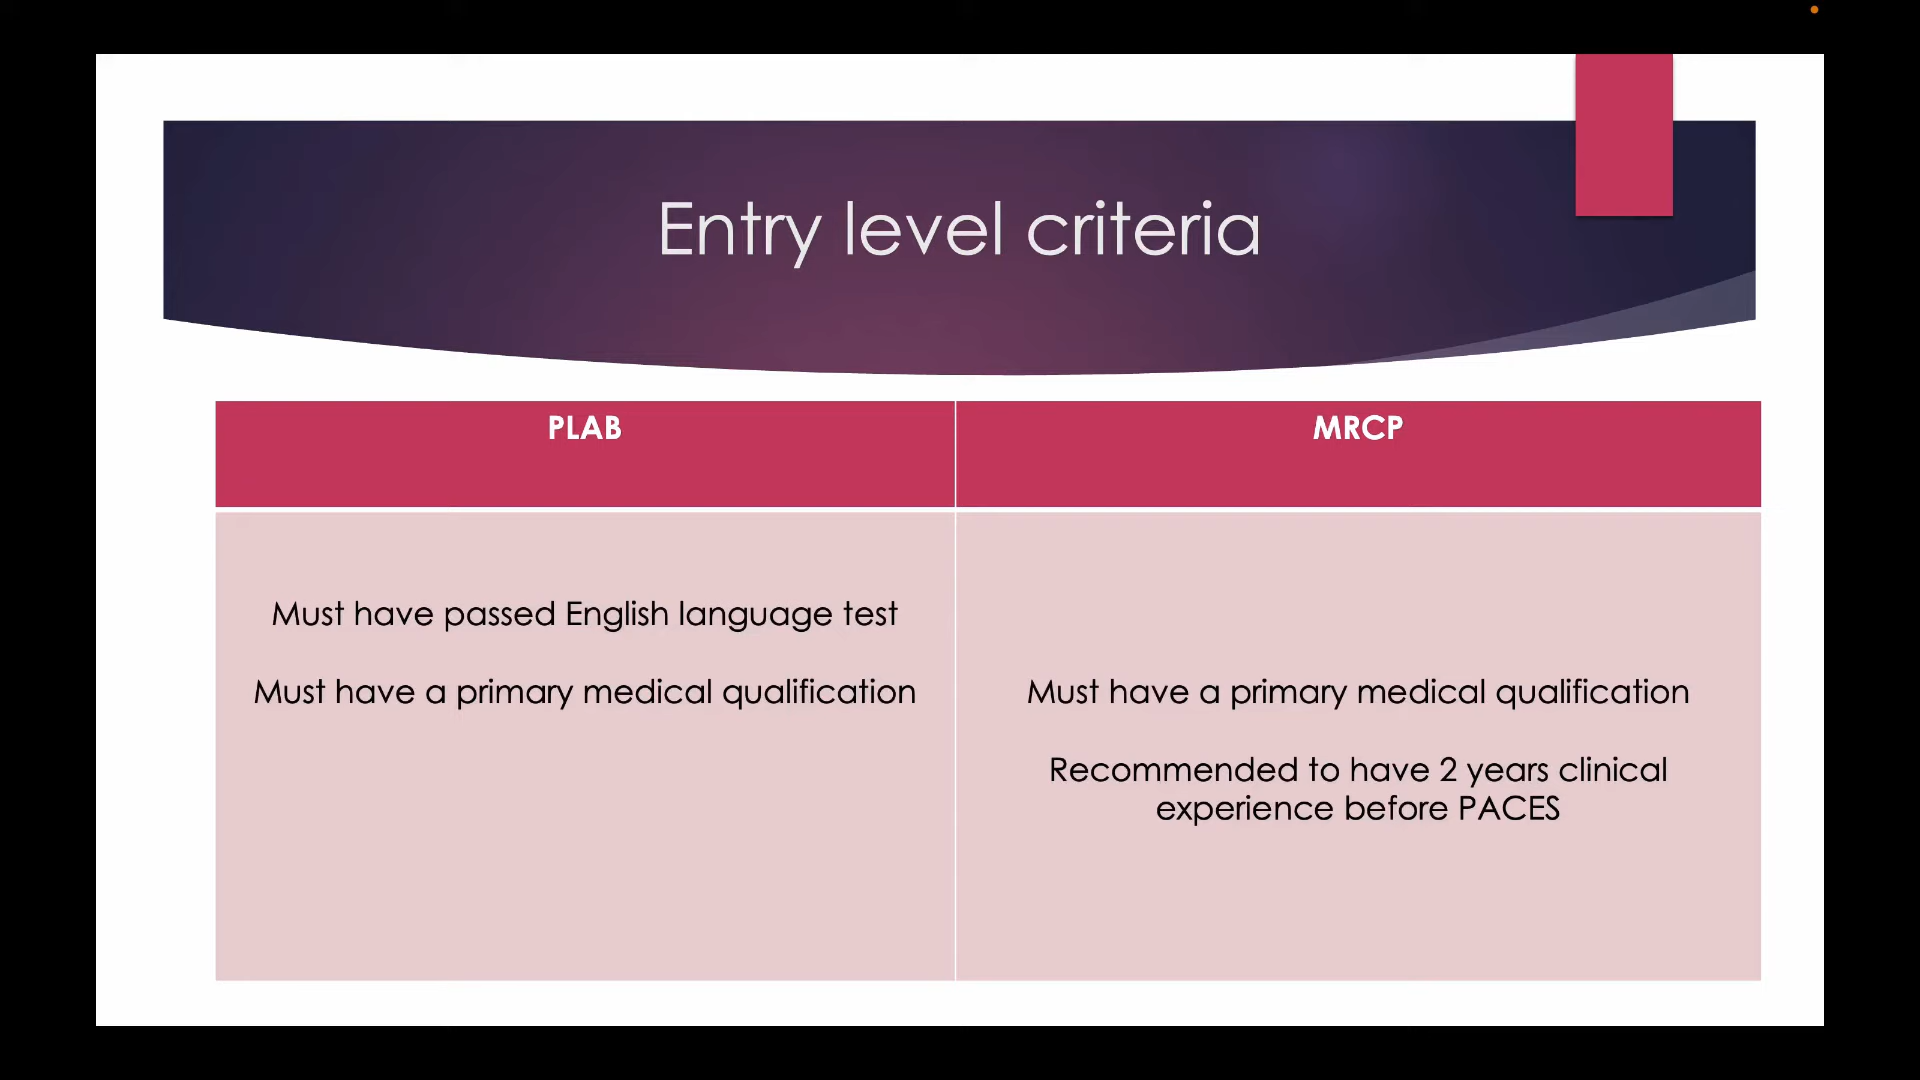 Entry level criteria
PLAB
MRCP
Must have passed English language test
Must have a primary medical qualification
Must have a primary medical qualification
Recommended to have 2 years clinical
experience before PACES